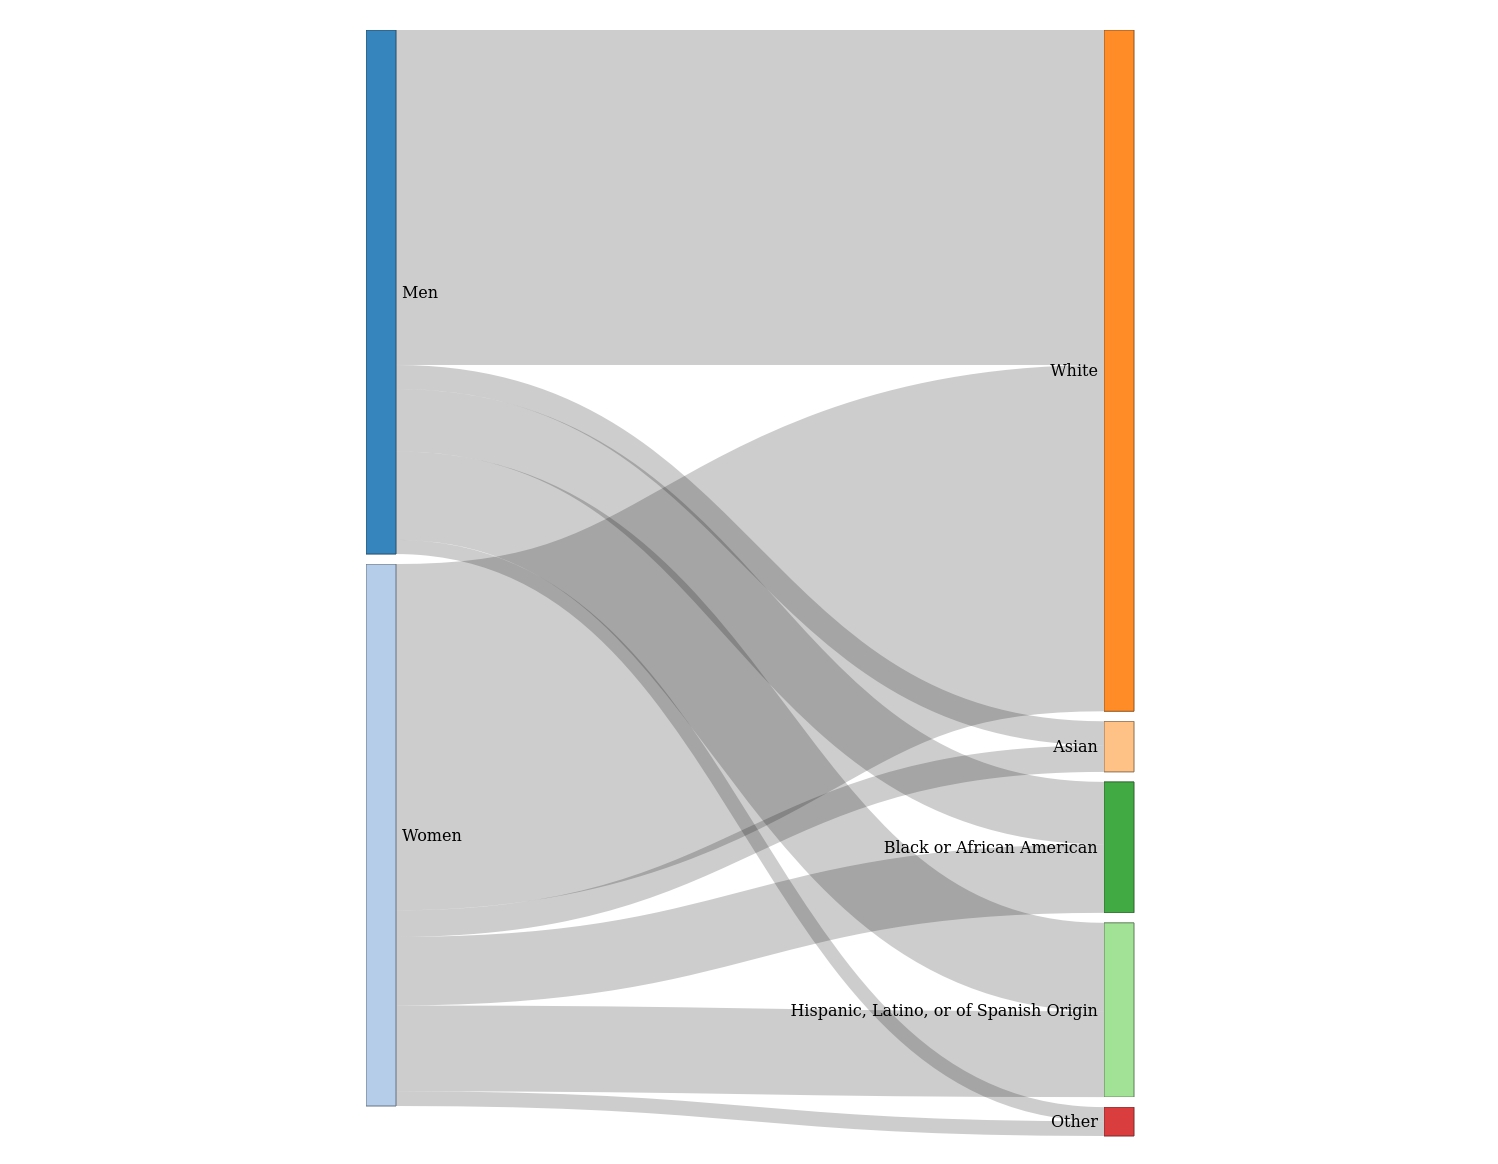 Men
White
Asian
Women
Black or African American
Hispanic, Latino, or of Spanish Origin
Other